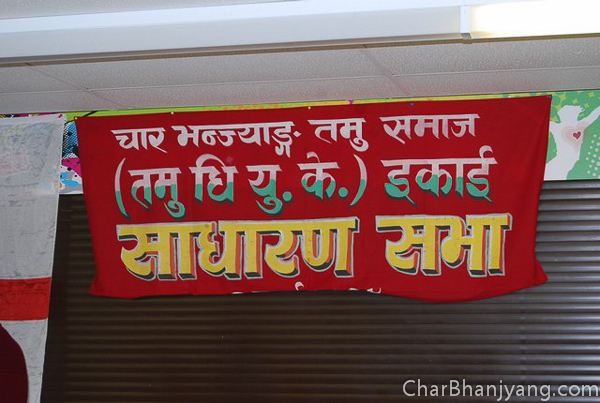 चार भन्ज्याङ्ग तमु समाज
(तमु धि यु. के.) इकाई
साधारण सभा
CharBhanjyang.com